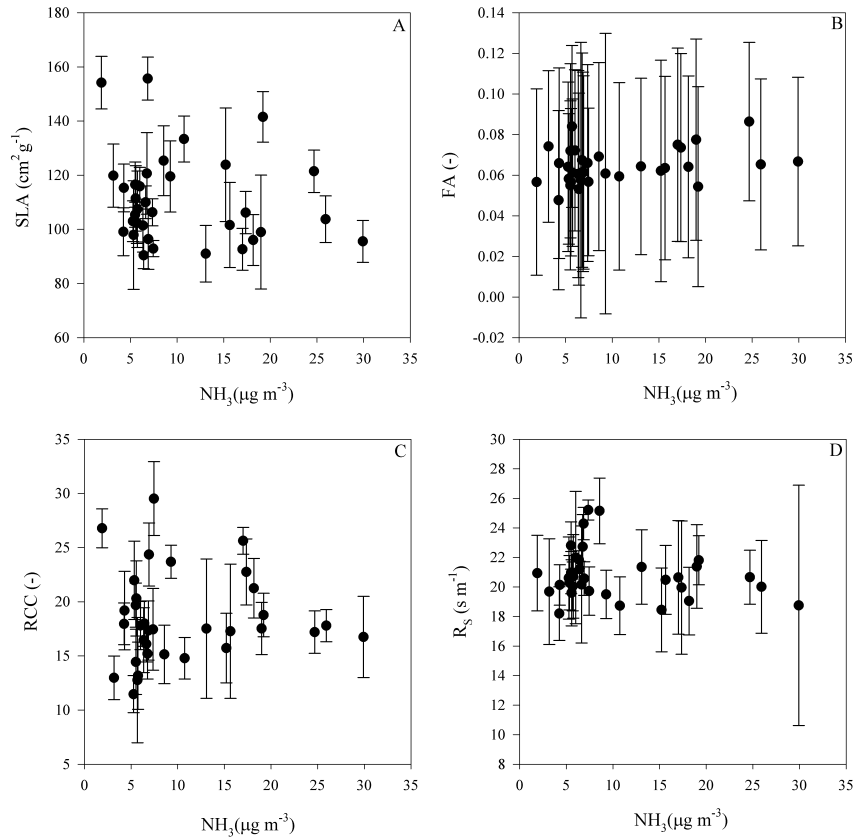 A
180
160
140
120
100
80
60
SLA (cm² g⁻¹)
0 5 10 15 20 25 30 35
NH₃(µg m⁻³)
B
0.14
0.12
0.10
0.08
0.06
0.04
0.02
0.00
-0.02
FA (-)
0 5 10 15 20 25 30 35
NH₃(µg m⁻³)
C
35
30
25
20
15
10
5
RCC (-)
0 5 10 15 20 25 30 35
NH₃(µg m⁻³)
D
30
28
26
24
22
20
18
16
14
12
10
8
R_S (s m⁻¹)
0 5 10 15 20 25 30 35
NH₃(µg m⁻³)